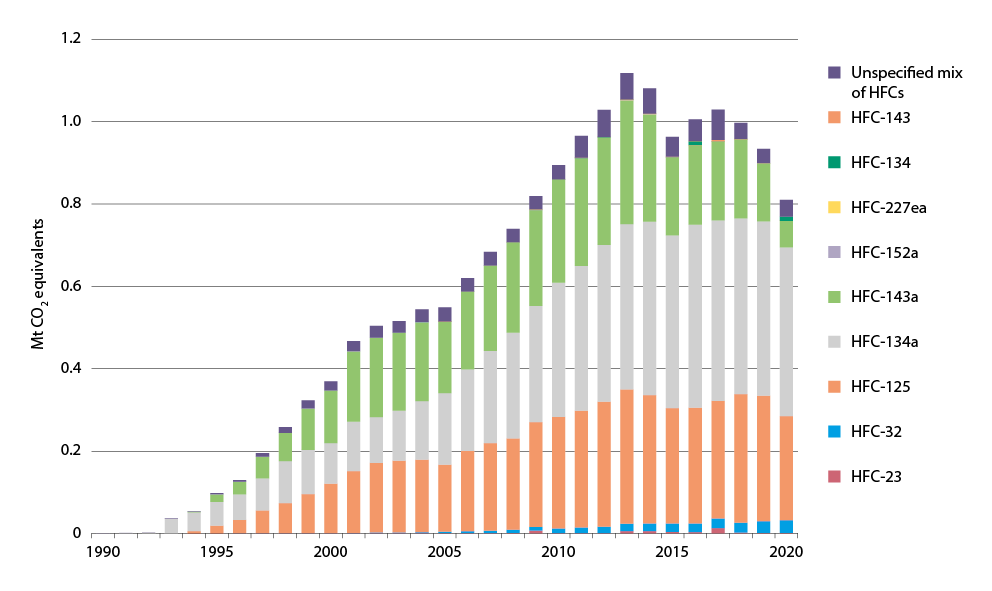 1.2
1.0
0.8
0.6
0.4
0.2
0
Mt CO2 equivalents
1990
1995
2000
2005
2010
2015
2020
Unspecified mix
of HFCs
HFC-143
HFC-134
HFC-227ea
HFC-152a
HFC-143a
HFC-134a
HFC-125
HFC-32
HFC-23